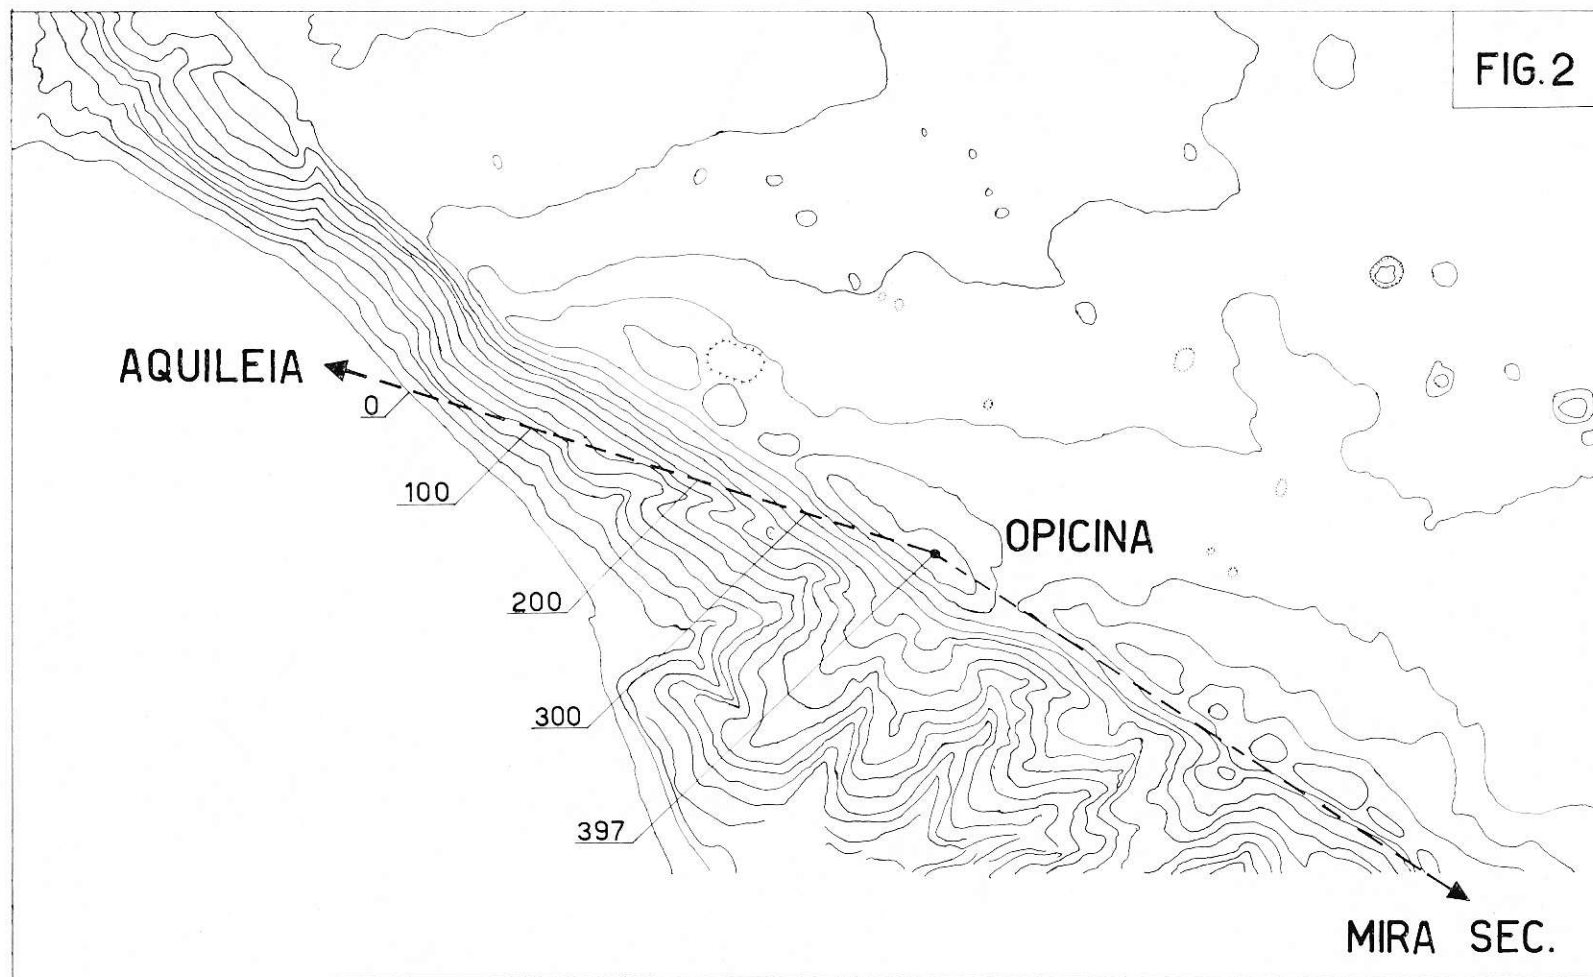 FIG. 2
AQUILEIA
0
100
OPICINA
200
300
397
MIRA SEC.